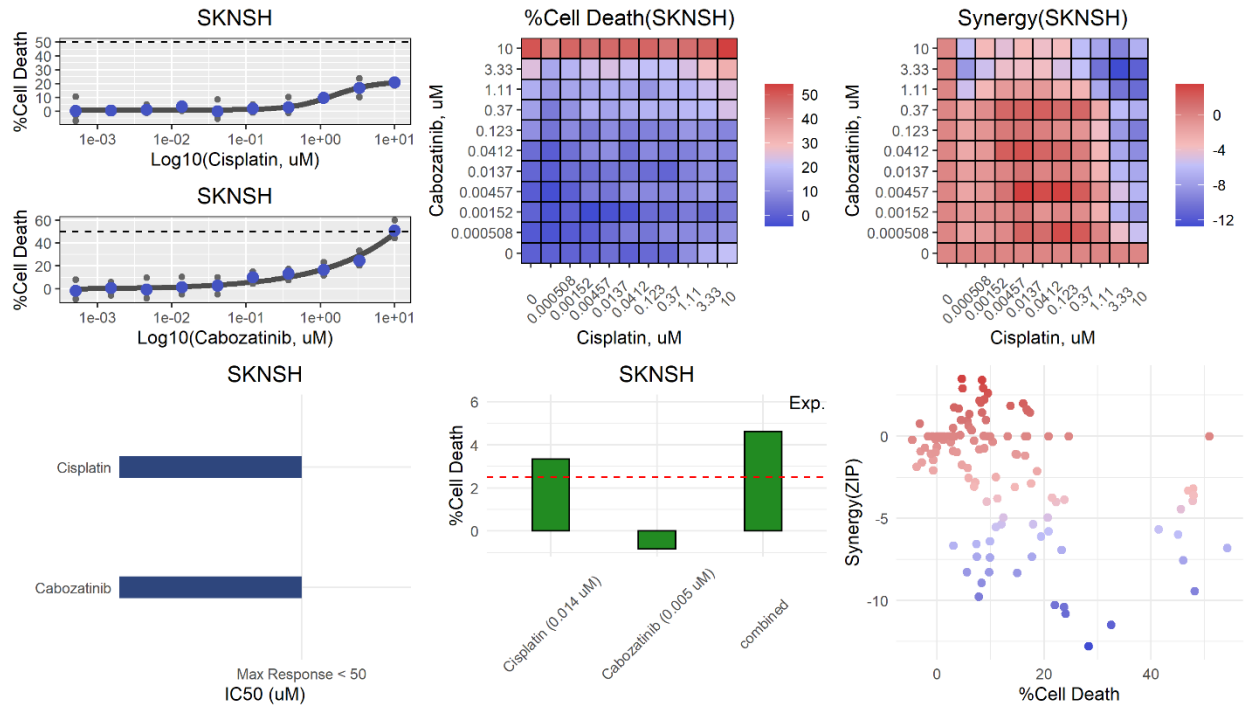 SKNSH
%Cell Death
50
30
20
10
0
1e-03
1e-02
1e-01
1e+00
1e+01
Log10(Cisplatin, uM)
SKNSH
%Cell Death
60
40
20
0
1e-03
1e-02
1e-01
1e+00
1e+01
Log10(Cabozatinib, uM)
%Cell Death(SKNSH)
Cabozatinib, uM
10
3.33
1.11
0.37
0.123
0.0412
0.0137
0.00457
0.00152
0.000508
0
0
0.000508
0.00152
0.00457
0.0137
0.0412
0.123
0.37
1.11
3.33
10
Cisplatin, uM
50
40
30
20
10
0
Synergy(SKNSH)
Cabozatinib, uM
10
3.33
1.11
0.37
0.123
0.0412
0.0137
0.00457
0.00152
0.000508
0
0
0.000508
0.00152
0.00457
0.0137
0.0412
0.123
0.37
1.11
3.33
10
Cisplatin, uM
0
-4
-8
-12
SKNSH
Cisplatin
Cabozatinib
Max Response < 50
IC50 (uM)
SKNSH
Exp.
%Cell Death
6
4
2
0
Cisplatin (0.014 uM)
Cabozatinib (0.005 uM)
combined
Synergy(ZIP)
0
-5
-10
0
20
40
%Cell Death